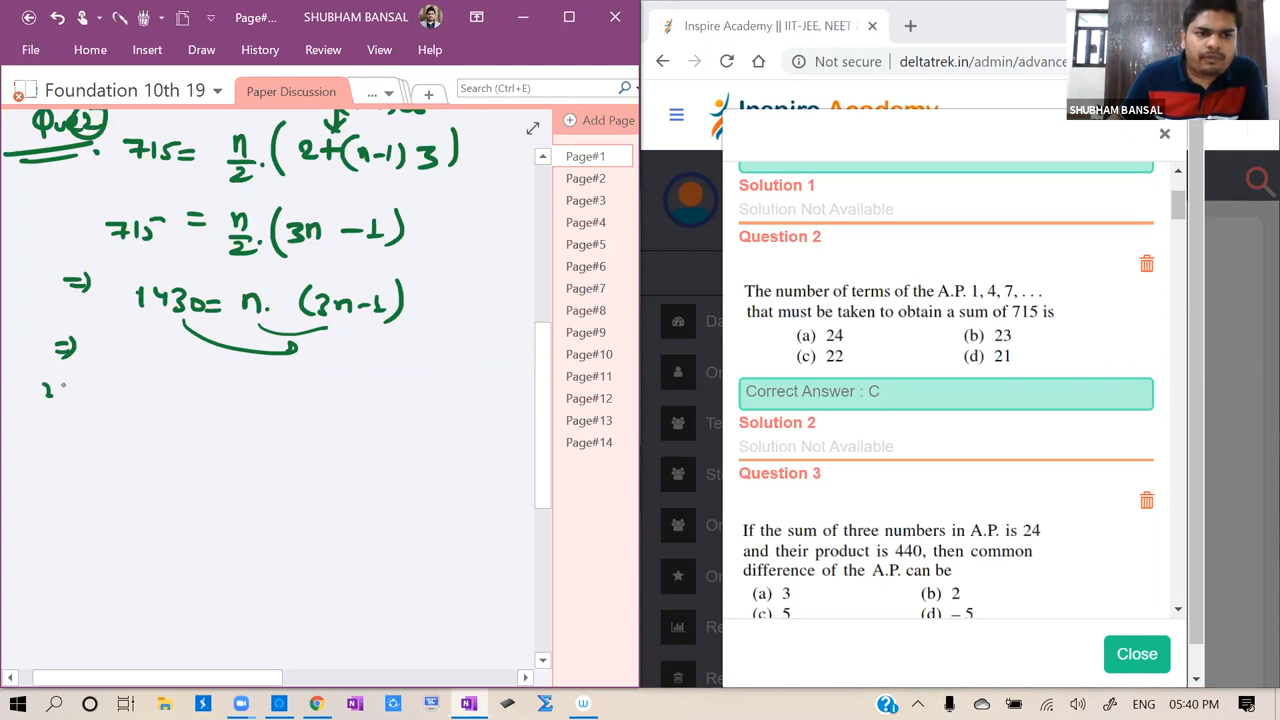 SHUBHAM BANSAL
File Home Insert Draw History Review View Help
Foundation 10th 19
Paper Discussion
...
Search (Ctrl+E)
715 = n/2 . (2+(n-1) 3)
715 = n/2 . (3n - 1)
=> 1430 = n. (3n-1)
=>
Add Page
Page#1
Page#2
Page#3
Page#4
Page#5
Page#6
Page#7
Page#8
Page#9
Page#10
Page#11
Page#12
Page#13
Page#14
Inspire Academy || IIT-JEE, NEET
Not secure deltatrek.in/admin/advance
SHUBHAM BANSAL
Inspire Academy
Solution 1
Solution Not Available
Question 2
The number of terms of the A.P. 1, 4, 7, . . .
that must be taken to obtain a sum of 715 is
(a) 24 (b) 23
(c) 22 (d) 21
Correct Answer : C
Solution 2
Solution Not Available
Question 3
If the sum of three numbers in A.P. is 24
and their product is 440, then common
difference of the A.P. can be
(a) 3 (b) 2
(c) 5 (d) – 5
Close
05:40 PM